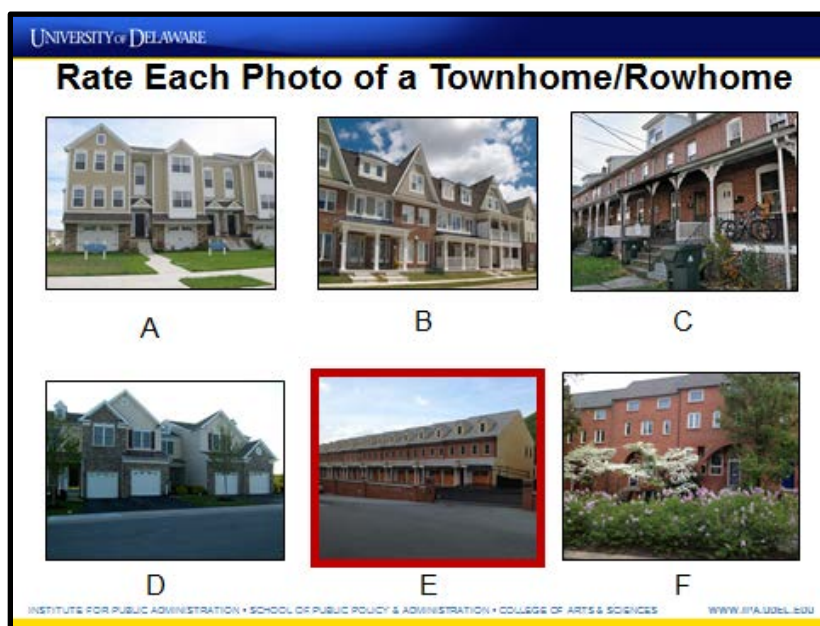 UNIVERSITY OF DELAWARE
Rate Each Photo of a Townhome/Rowhome
A
B
C
D
E
F
INSTITUTE FOR PUBLIC ADMINISTRATION • SCHOOL OF PUBLIC POLICY & ADMINISTRATION • COLLEGE OF ARTS & SCIENCES WWW.IPA.UDEL.EDU